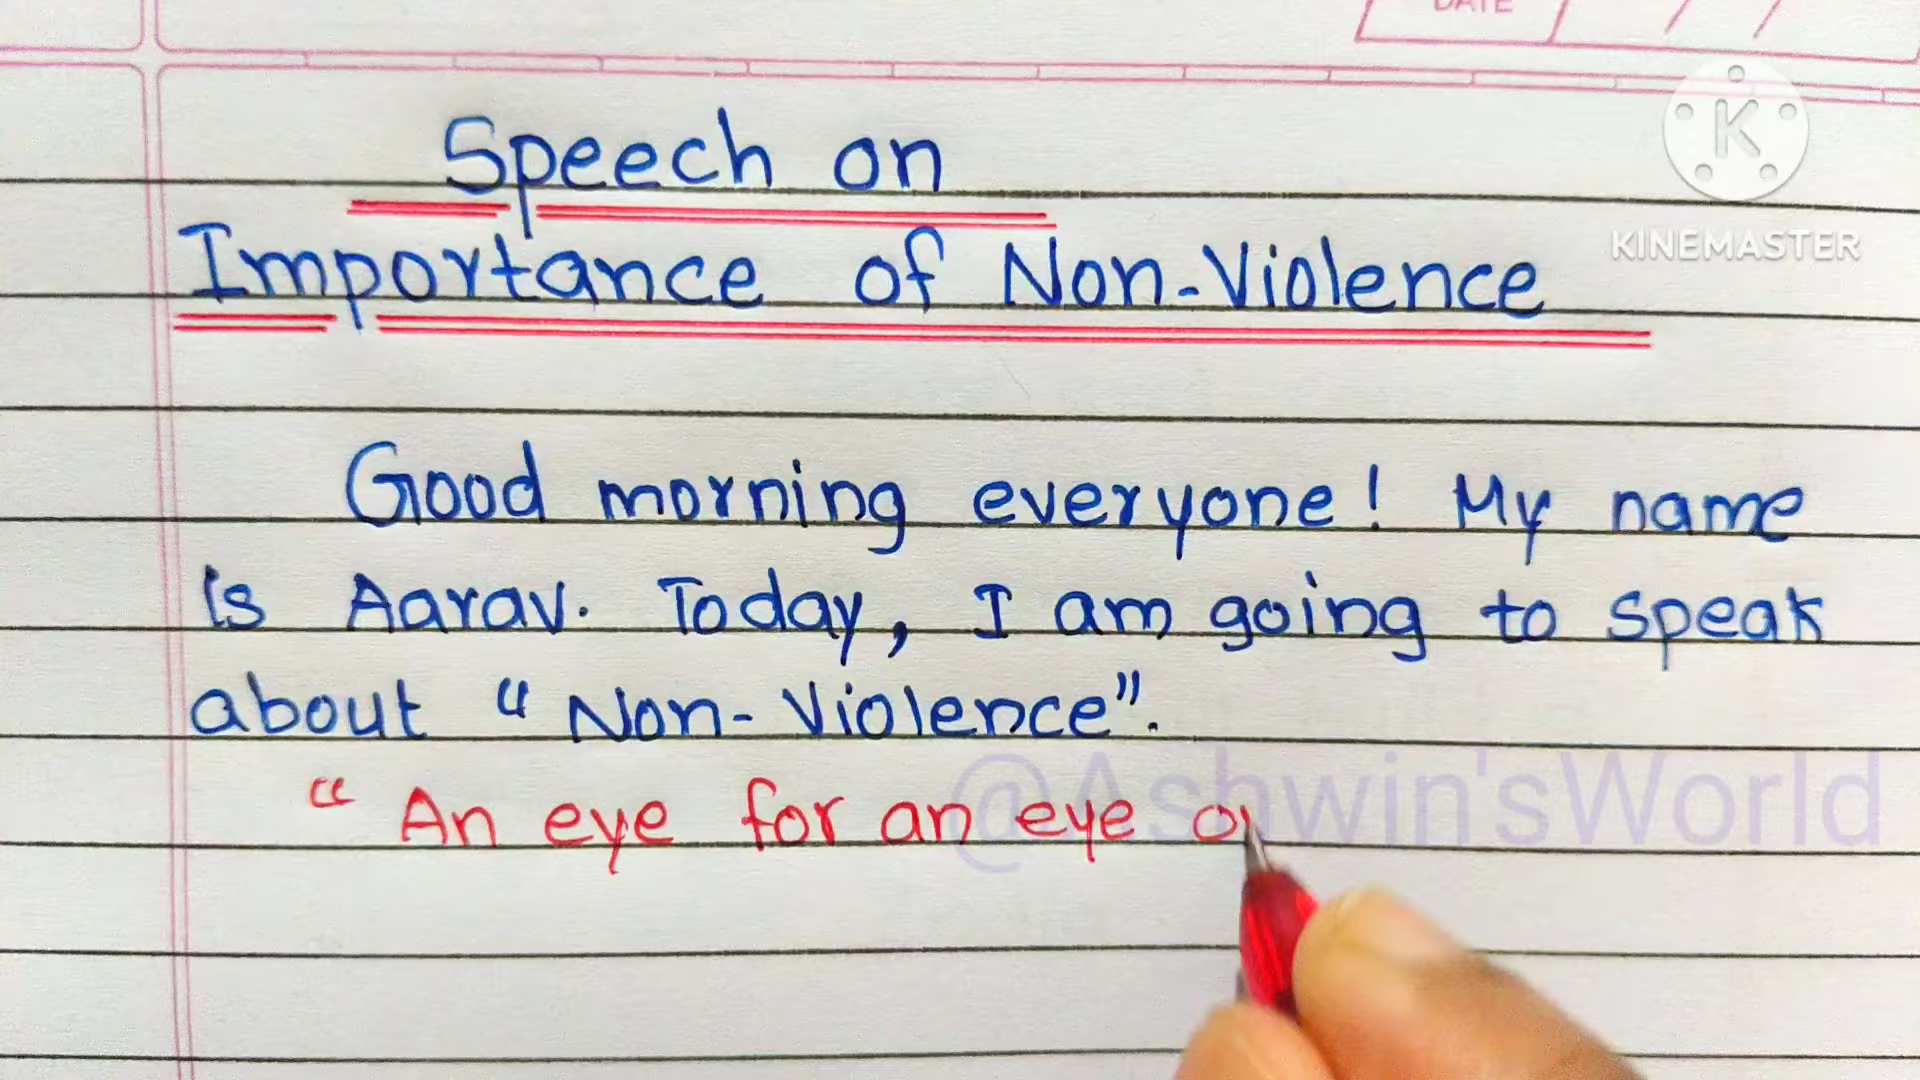 DATE / /
K
KINEMASTER
Speech on
Importance of Non-Violence
Good morning everyone! My name
is Aarav. Today, I am going to speak
about “Non-Violence”.
“An eye for an eye
@Ashwin'sWorld